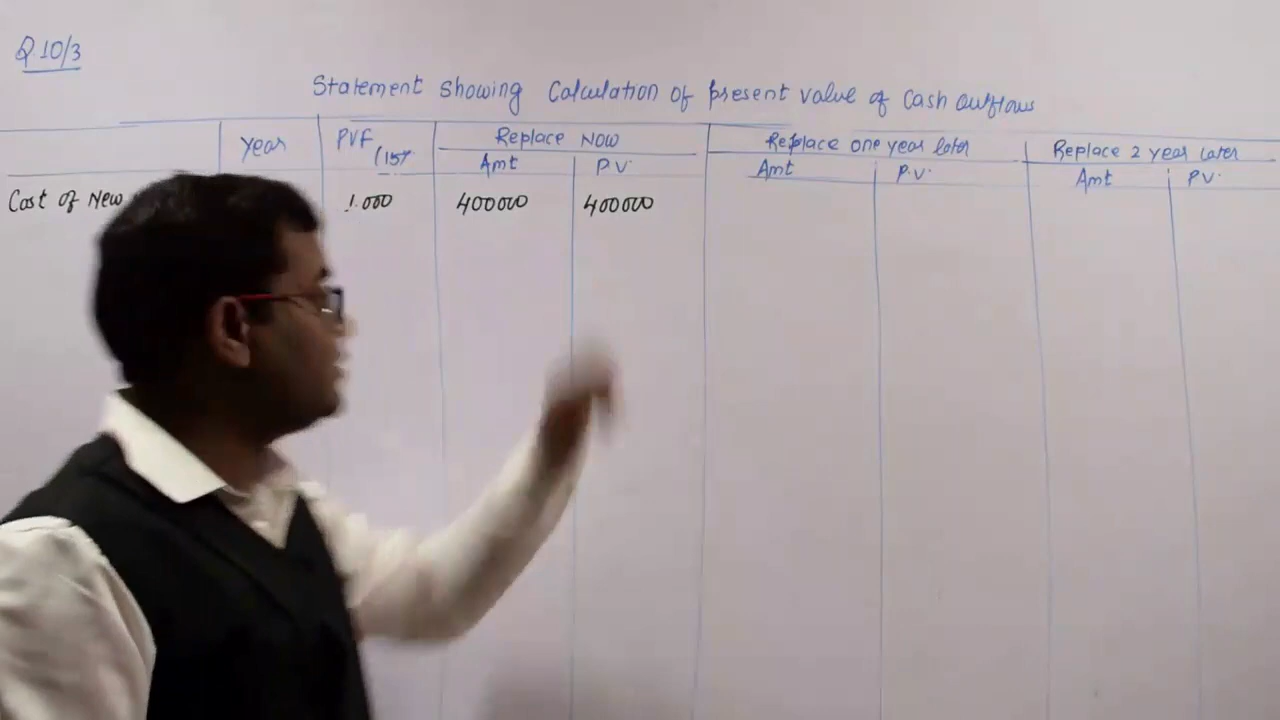 Q 10/3
Statement Showing Calculation of present value of Cash outflows
year PVF (15% Replace Now Replace one year later Replace 2 year Later
Amt P.V. Amt P.V. Amt P.V.
Cost of New 1.000 400000 400000